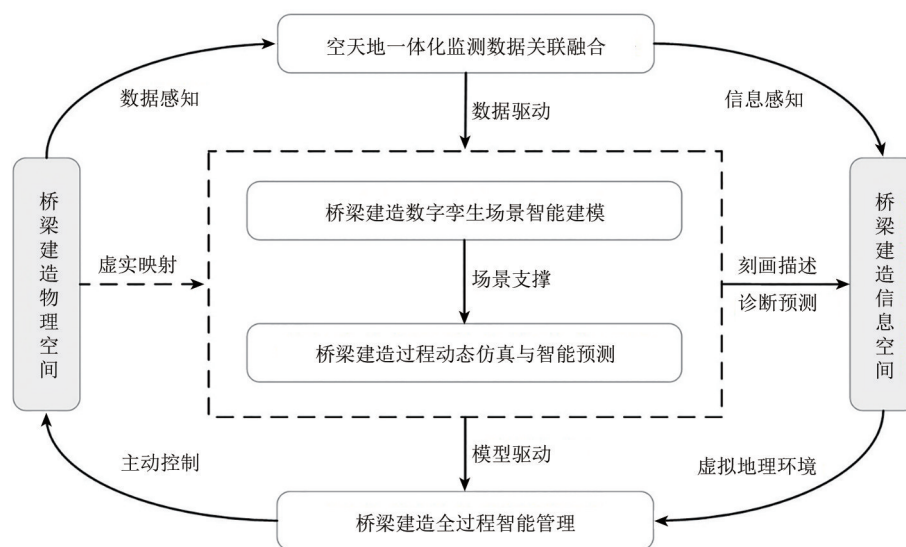 空天地一体化监测数据关联融合
数据感知
信息感知
数据驱动
桥梁建造物理空间
虚实映射
桥梁建造数字孪生场景智能建模
场景支撑
桥梁建造过程动态仿真与智能预测
刻画描述
诊断预测
桥梁建造信息空间
模型驱动
主动控制
虚拟地理环境
桥梁建造全过程智能管理